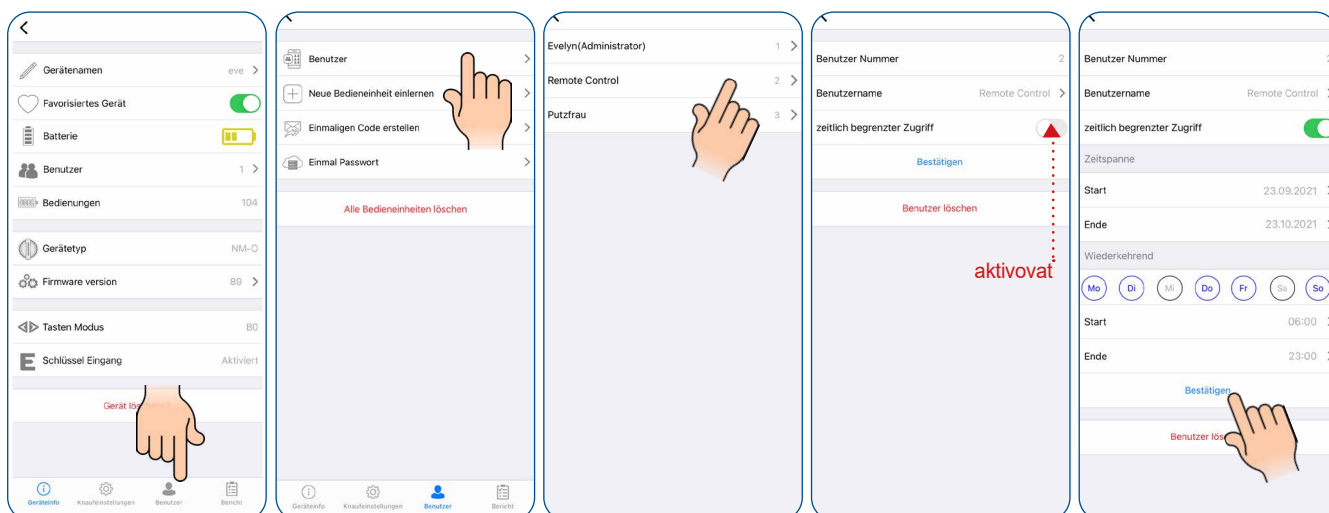 Gerätenamen eve
Favorisiertes Gerät
Batterie
Benutzer 1
Bedienungen 104
Gerätetyp NM-O
Firmware version 89
Tasten Modus B0
E Schlüssel Eingang Aktiviert
Gerät lös
Geräteinfo Knaufeinstellungen Benutzer Bericht
Benutzer
Neue Bedieneinheit einlernen
Einmaligen Code erstellen
Einmal Passwort
Alle Bedieneinheiten löschen
Geräteinfo Knaufeinstellungen Benutzer Bericht
Evelyn(Administrator) 1
Remote Control 2
Putzfrau 3
Benutzer Nummer 2
Benutzername Remote Control
zeitlich begrenzter Zugriff
Bestätigen
Benutzer löschen
aktivovat
Benutzer Nummer
Benutzername Remote Control
zeitlich begrenzter Zugriff
Zeitspanne
Start 23.09.2021
Ende 23.10.2021
Wiederkehrend
Mo Di Mi Do Fr Sa So
Start 06:00
Ende 23:00
Bestätigen
Benutzer lös